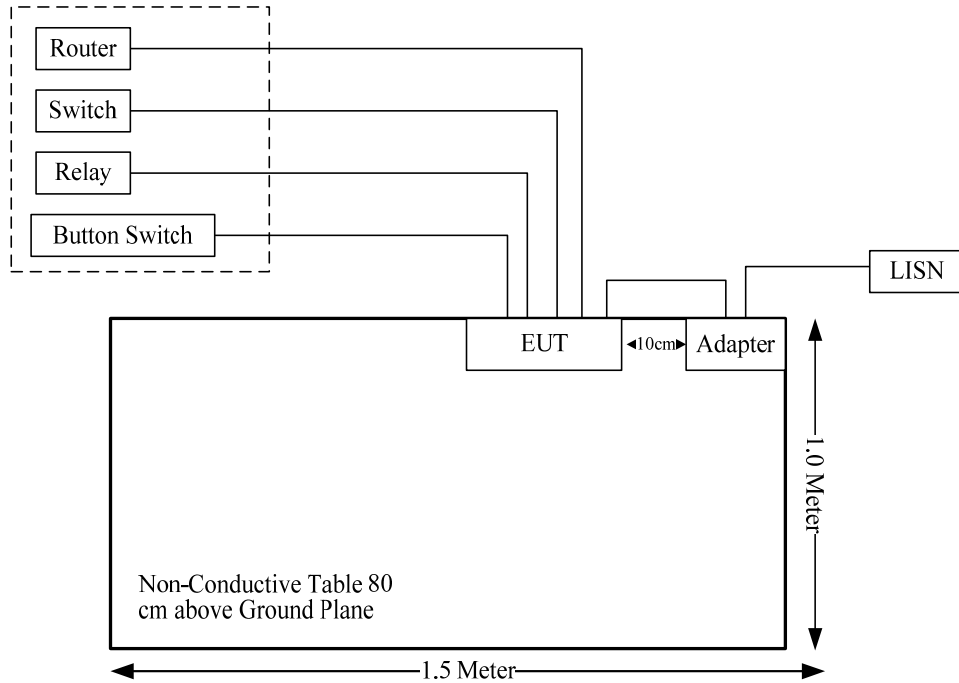 Router
Switch
Relay
Button Switch
LISN
EUT
10cm
Adapter
1.0 Meter
Non-Conductive Table 80
cm above Ground Plane
1.5 Meter